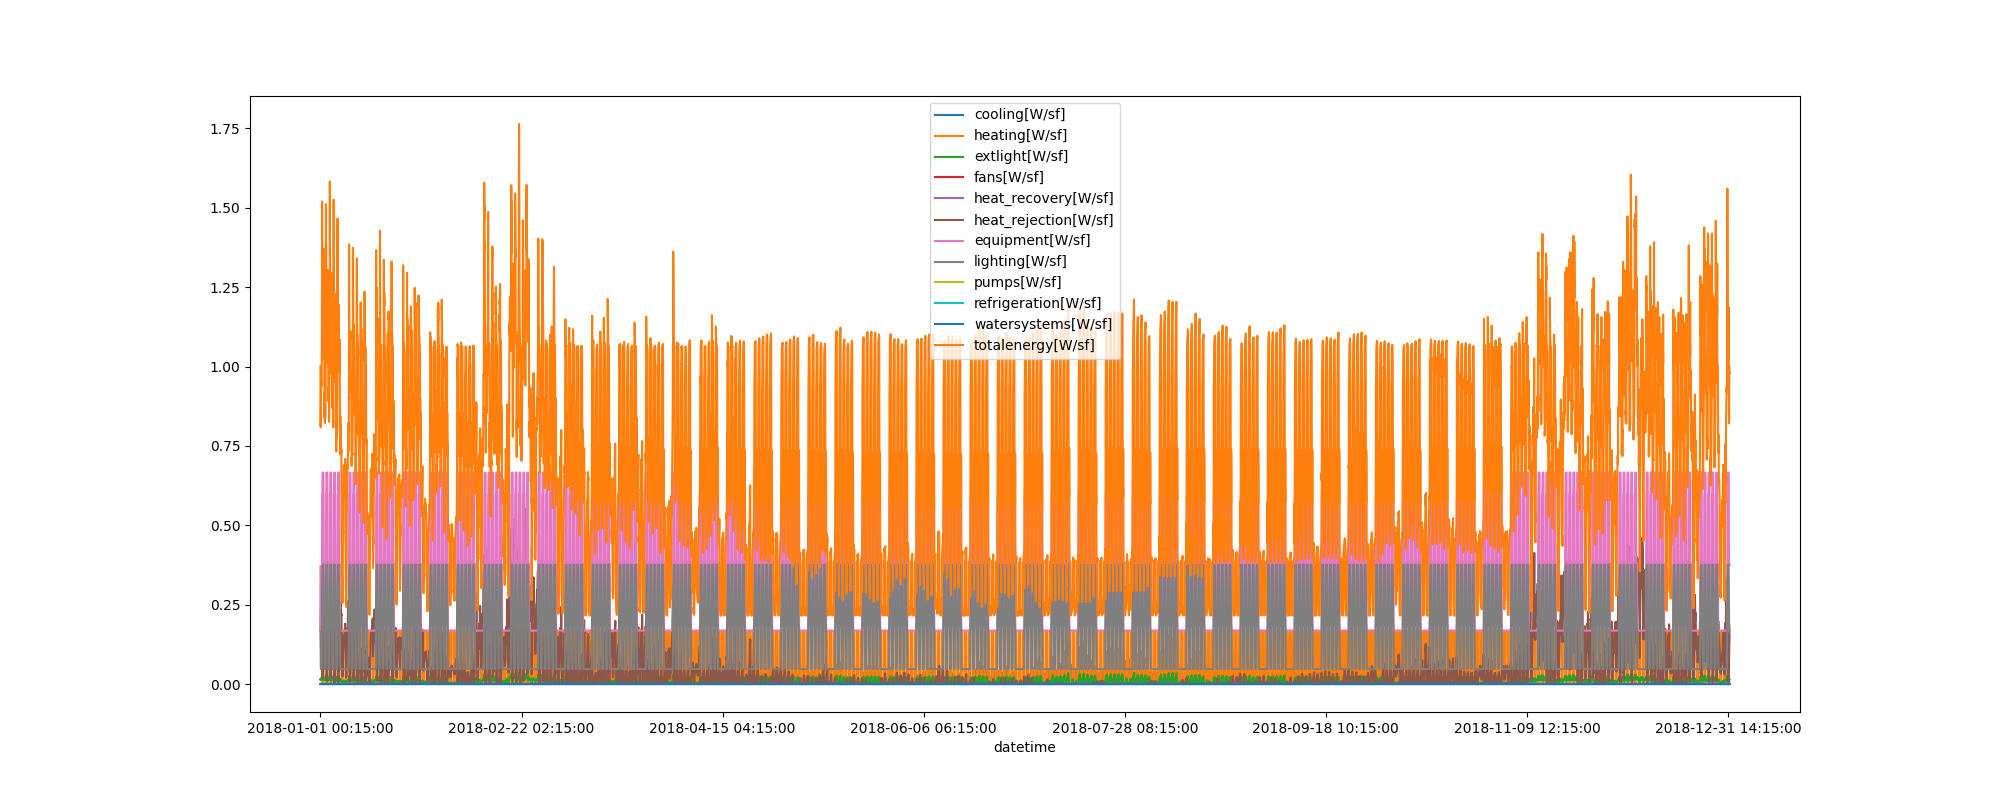 cooling[W/sf]
heating[W/sf]
extlight[W/sf]
fans[W/sf]
heat_recovery[W/sf]
heat_rejection[W/sf]
equipment[W/sf]
lighting[W/sf]
pumps[W/sf]
refrigeration[W/sf]
watersystems[W/sf]
totalenergy[W/sf]
1.75
1.50
1.25
1.00
0.75
0.50
0.25
0.00
2018-01-01 00:15:00 2018-02-22 02:15:00 2018-04-15 04:15:00 2018-06-06 06:15:00 2018-07-28 08:15:00 2018-09-18 10:15:00 2018-11-09 12:15:00 2018-12-31 14:15:00
datetime